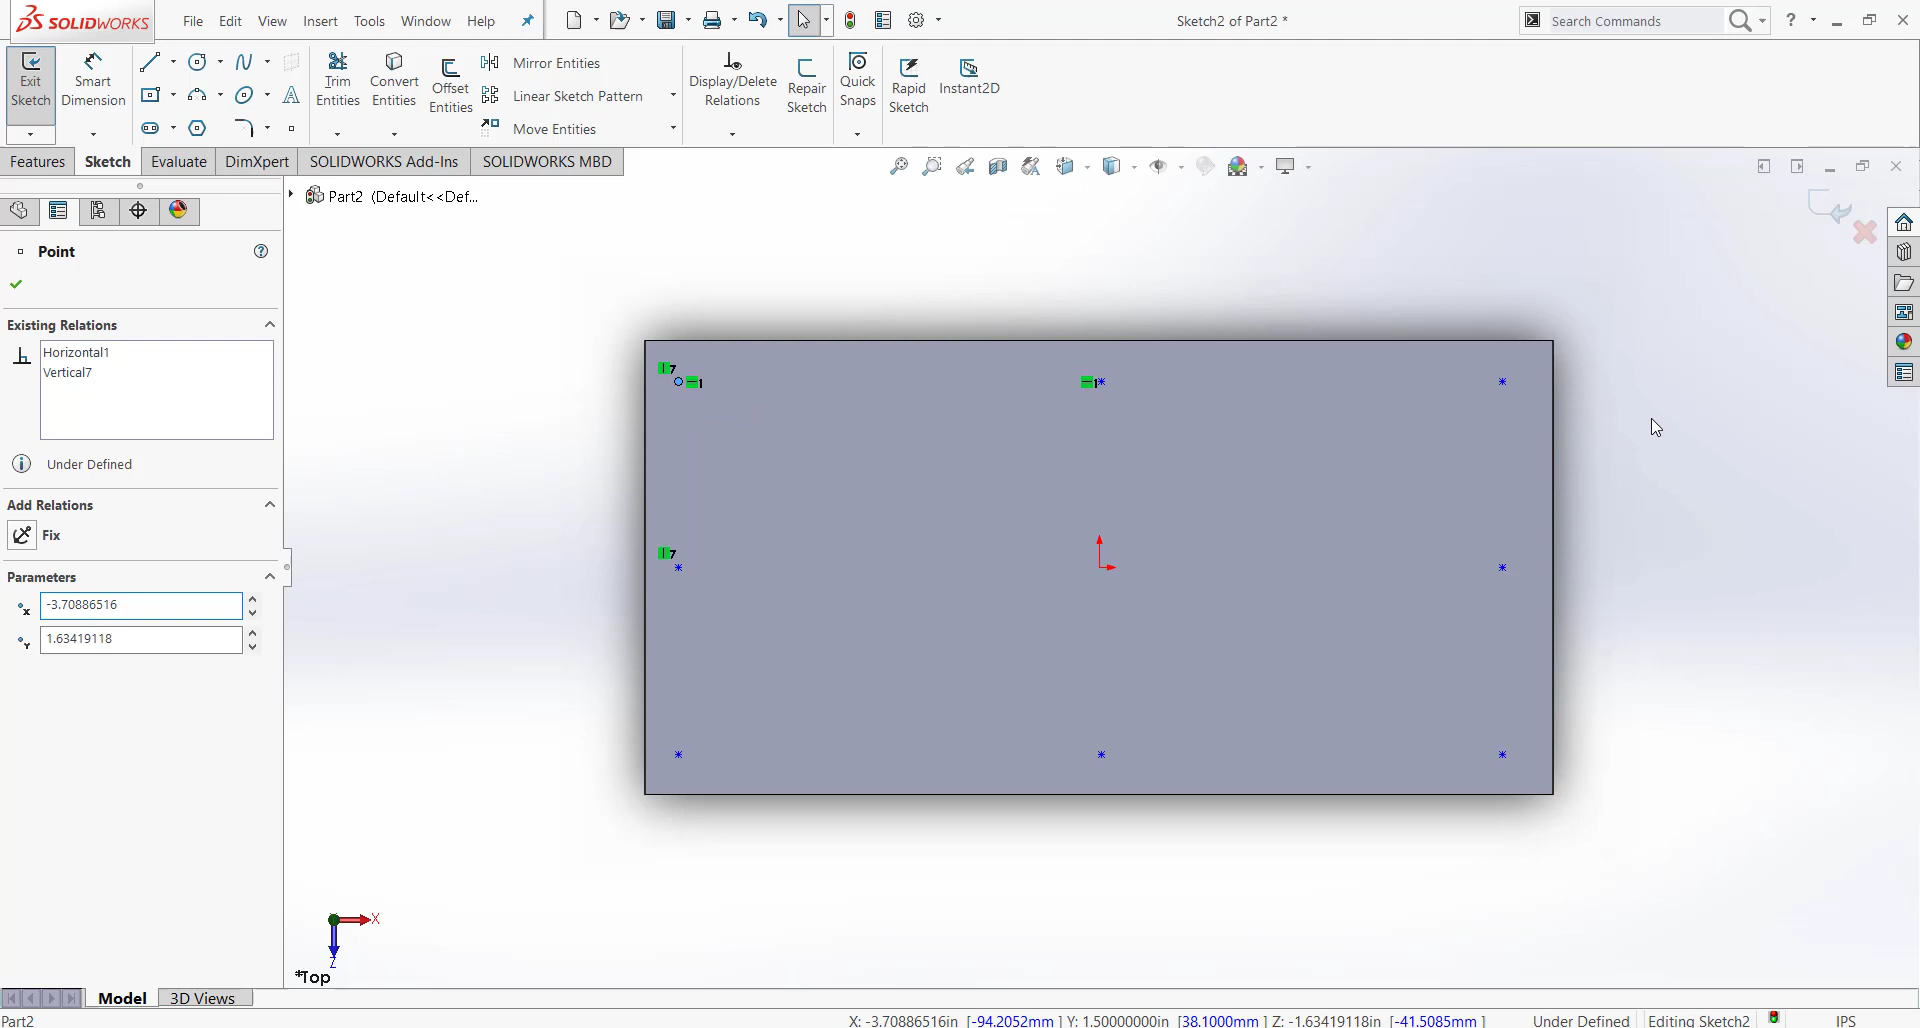 SOLIDWORKS File Edit View Insert Tools Window Help Sketch2 of Part2 * Search Commands ?
Exit Sketch
Smart Dimension
Trim Entities
Convert Entities
Offset Entities
Mirror Entities
Linear Sketch Pattern
Move Entities
Display/Delete Relations
Repair Sketch
Quick Snaps
Rapid Sketch
Instant2D
Features Sketch Evaluate DimXpert SOLIDWORKS Add-Ins SOLIDWORKS MBD
Part2 (Default<<Def...
Point
Existing Relations
Horizontal1
Vertical7
Under Defined
Add Relations
Fix
Parameters
x -3.70886516
Y 1.63419118
7
1
1
7
X
Z
*Top
Model 3D Views
Part2 X: -3.70886516in [-94.2052mm ] Y: 1.50000000in [38.1000mm ] Z: -1.63419118in [-41.5085mm ] Under Defined Editing Sketch2 IPS